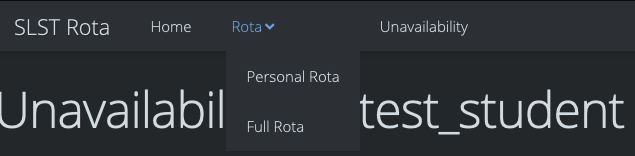 SLST Rota Home Rota Unavailability
Personal Rota
Unavailabil test_student
Full Rota